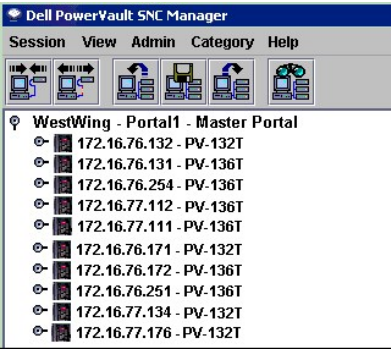 Dell PowerVault SNC Manager
Session View Admin Category Help
WestWing - Portal1 - Master Portal
172.16.76.132 - PV-132T
172.16.76.131 - PV-136T
172.16.76.254 - PV-136T
172.16.77.112 - PV-136T
172.16.77.111 - PV-136T
172.16.76.171 - PV-132T
172.16.76.172 - PV-136T
172.16.76.251 - PV-136T
172.16.77.134 - PV-132T
172.16.77.176 - PV-132T